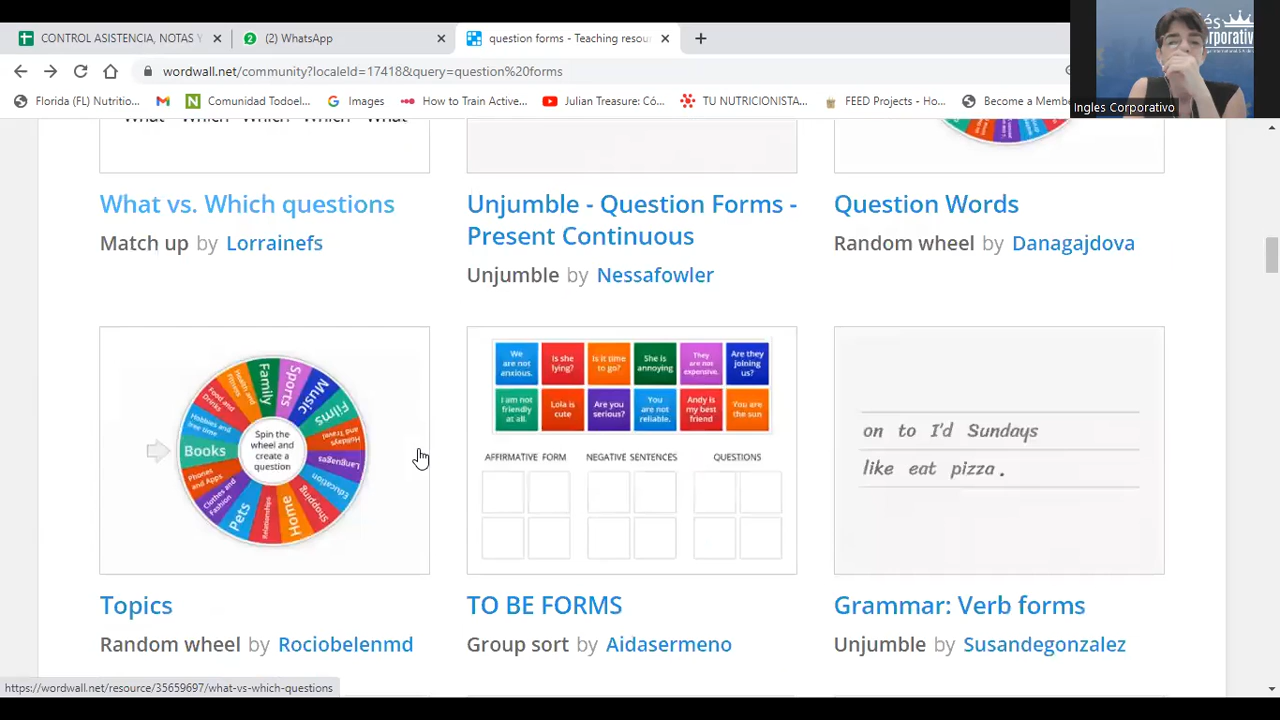 CONTROL ASISTENCIA, NOTAS Y
(2) WhatsApp
question forms - Teaching resou
wordwall.net/community?localeId=17418&query=question%20forms
Florida (FL) Nutritio...
Comunidad Todoel...
Images
How to Train Active...
Julian Treasure: Có...
TU NUTRICIONISTA...
FEED Projects - Ho...
Become a Memb
Ingles Corporativo
What Which Which Which What
What vs. Which questions
Match up by Lorrainefs
Unjumble - Question Forms -
Present Continuous
Unjumble by Nessafowler
Question Words
Random wheel by Danagajdova
Family
Sports
Music
Films
Holidays and Travel
Languages
Education
Shopping
Home
Relationships
Pets
Clothes and Fashion
Phones and Apps
Books
Hobbies and free time
Food and Drinks
Health and Fitness
Spin the
wheel and
create a
question
We are not anxious.
Is she lying?
Is it time to go?
She is annoying
They are not expensive.
Are they joining us?
I am not friendly at all.
Lola is cute
Are you serious?
You are not reliable.
Andy is my best friend
You are the sun
AFFIRMATIVE FORM NEGATIVE SENTENCES QUESTIONS
on to I'd Sundays
like eat pizza .
Topics
Random wheel by Rociobelenmd
TO BE FORMS
Group sort by Aidasermeno
Grammar: Verb forms
Unjumble by Susandegonzalez
https://wordwall.net/resource/35659697/what-vs-which-questions